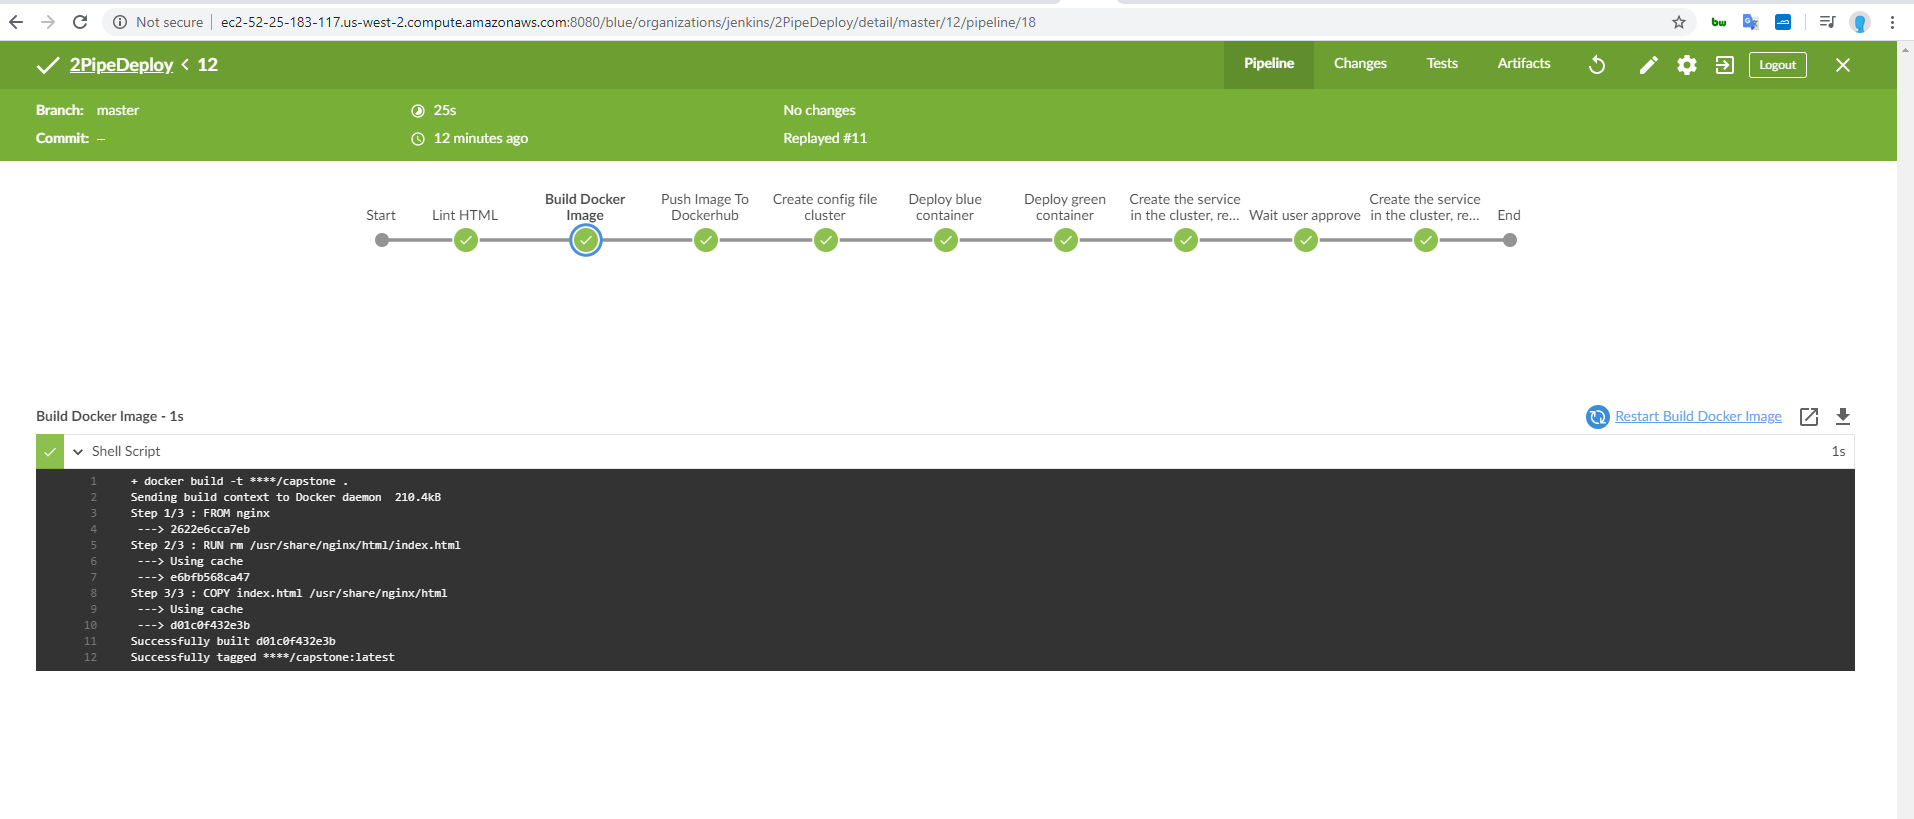 Not secure | ec2-52-25-183-117.us-west-2.compute.amazonaws.com:8080/blue/organizations/jenkins/2PipeDeploy/detail/master/12/pipeline/18
bw
2PipeDeploy < 12
Pipeline
Changes
Tests
Artifacts
Logout
Branch: master
25s
No changes
Commit: –
12 minutes ago
Replayed #11
Start
Lint HTML
Build Docker
Image
Push Image To
Dockerhub
Create config file
cluster
Deploy blue
container
Deploy green
container
Create the service
in the cluster, re...
Wait user approve
Create the service
in the cluster, re...
End
Build Docker Image - 1s
Restart Build Docker Image
Shell Script
1s
1 + docker build -t ****/capstone .
2 Sending build context to Docker daemon  210.4kB
3 Step 1/3 : FROM nginx
4 ---> 2622e6cca7eb
5 Step 2/3 : RUN rm /usr/share/nginx/html/index.html
6 ---> Using cache
7 ---> e6bfb568ca47
8 Step 3/3 : COPY index.html /usr/share/nginx/html
9 ---> Using cache
10 ---> d01c0f432e3b
11 Successfully built d01c0f432e3b
12 Successfully tagged ****/capstone:latest